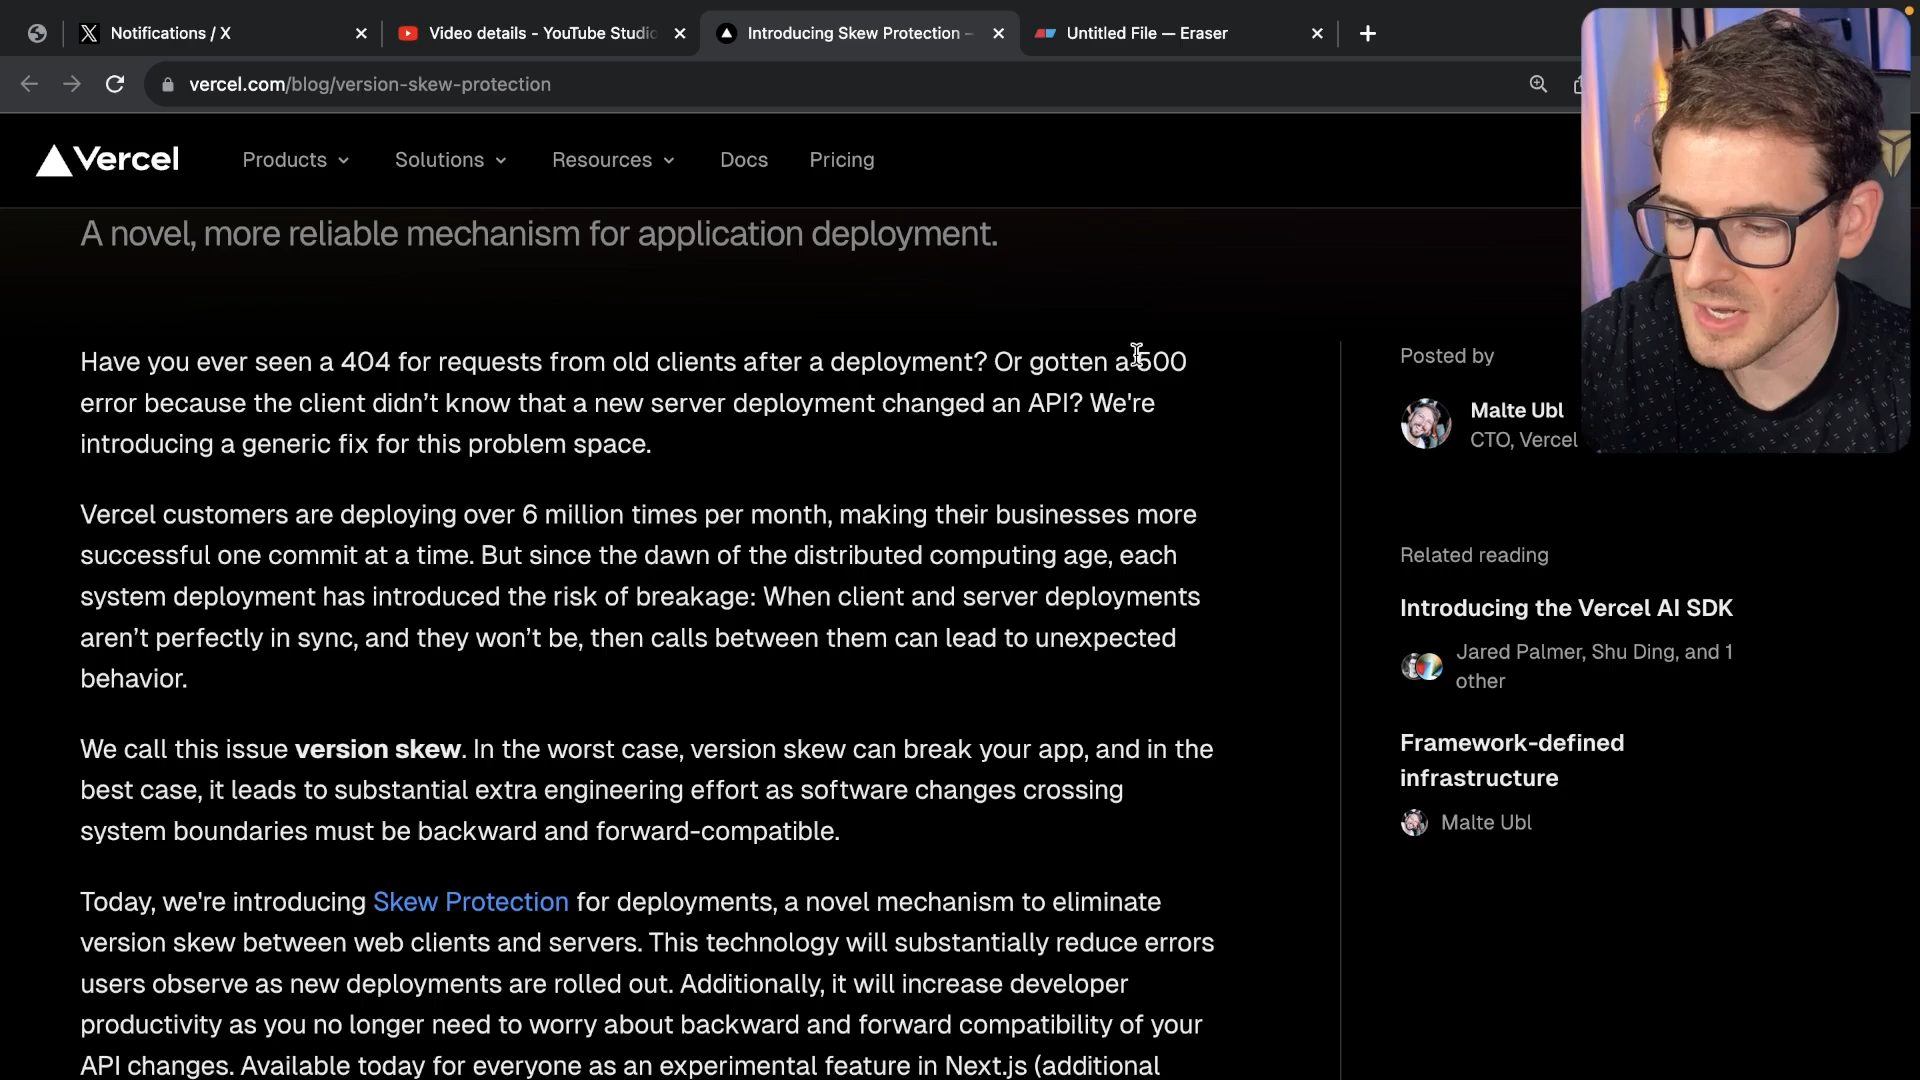 Notifications / X
Video details - YouTube Studio
Introducing Skew Protection –
Untitled File — Eraser
vercel.com/blog/version-skew-protection
Vercel
Products
Solutions
Resources
Docs
Pricing
A novel, more reliable mechanism for application deployment.
Have you ever seen a 404 for requests from old clients after a deployment? Or gotten a 500
error because the client didn’t know that a new server deployment changed an API? We're
introducing a generic fix for this problem space.
Vercel customers are deploying over 6 million times per month, making their businesses more
successful one commit at a time. But since the dawn of the distributed computing age, each
system deployment has introduced the risk of breakage: When client and server deployments
aren’t perfectly in sync, and they won’t be, then calls between them can lead to unexpected
behavior.
We call this issue version skew. In the worst case, version skew can break your app, and in the
best case, it leads to substantial extra engineering effort as software changes crossing
system boundaries must be backward and forward-compatible.
Today, we're introducing Skew Protection for deployments, a novel mechanism to eliminate
version skew between web clients and servers. This technology will substantially reduce errors
users observe as new deployments are rolled out. Additionally, it will increase developer
productivity as you no longer need to worry about backward and forward compatibility of your
API changes. Available today for everyone as an experimental feature in Next.js (additional
Posted by
Malte Ubl
CTO, Vercel
Related reading
Introducing the Vercel AI SDK
Jared Palmer, Shu Ding, and 1
other
Framework-defined
infrastructure
Malte Ubl